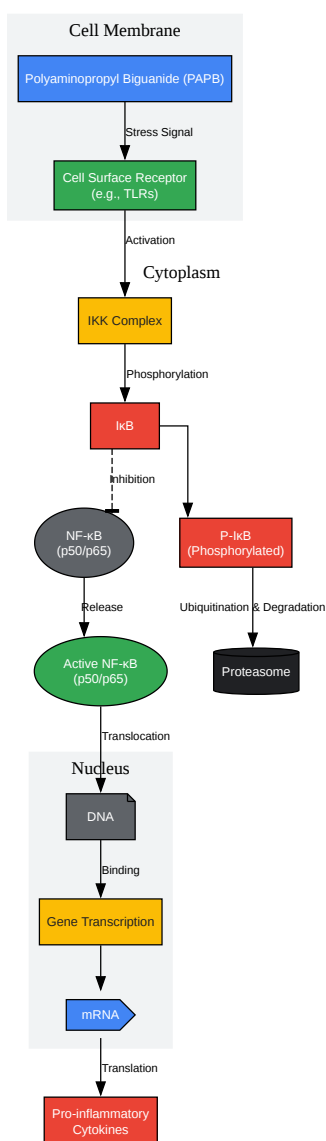 Cell Membrane
Polyaminopropyl Biguanide (PAPB)
Stress Signal
Cell Surface Receptor
(e.g., TLRs)
Activation
Cytoplasm
IKK Complex
Phosphorylation
IκB
Inhibition
NF-κB
(p50/p65)
P-IκB
(Phosphorylated)
Release
Ubiquitination & Degradation
Active NF-κB
(p50/p65)
Proteasome
Translocation
Nucleus
DNA
Binding
Gene Transcription
mRNA
Translation
Pro-inflammatory
Cytokines